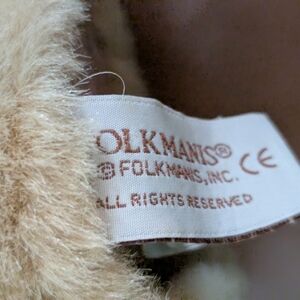 OLKMANIS®
® FOLKMANIS, INC. CE
ALL RIGHTS RESERVED